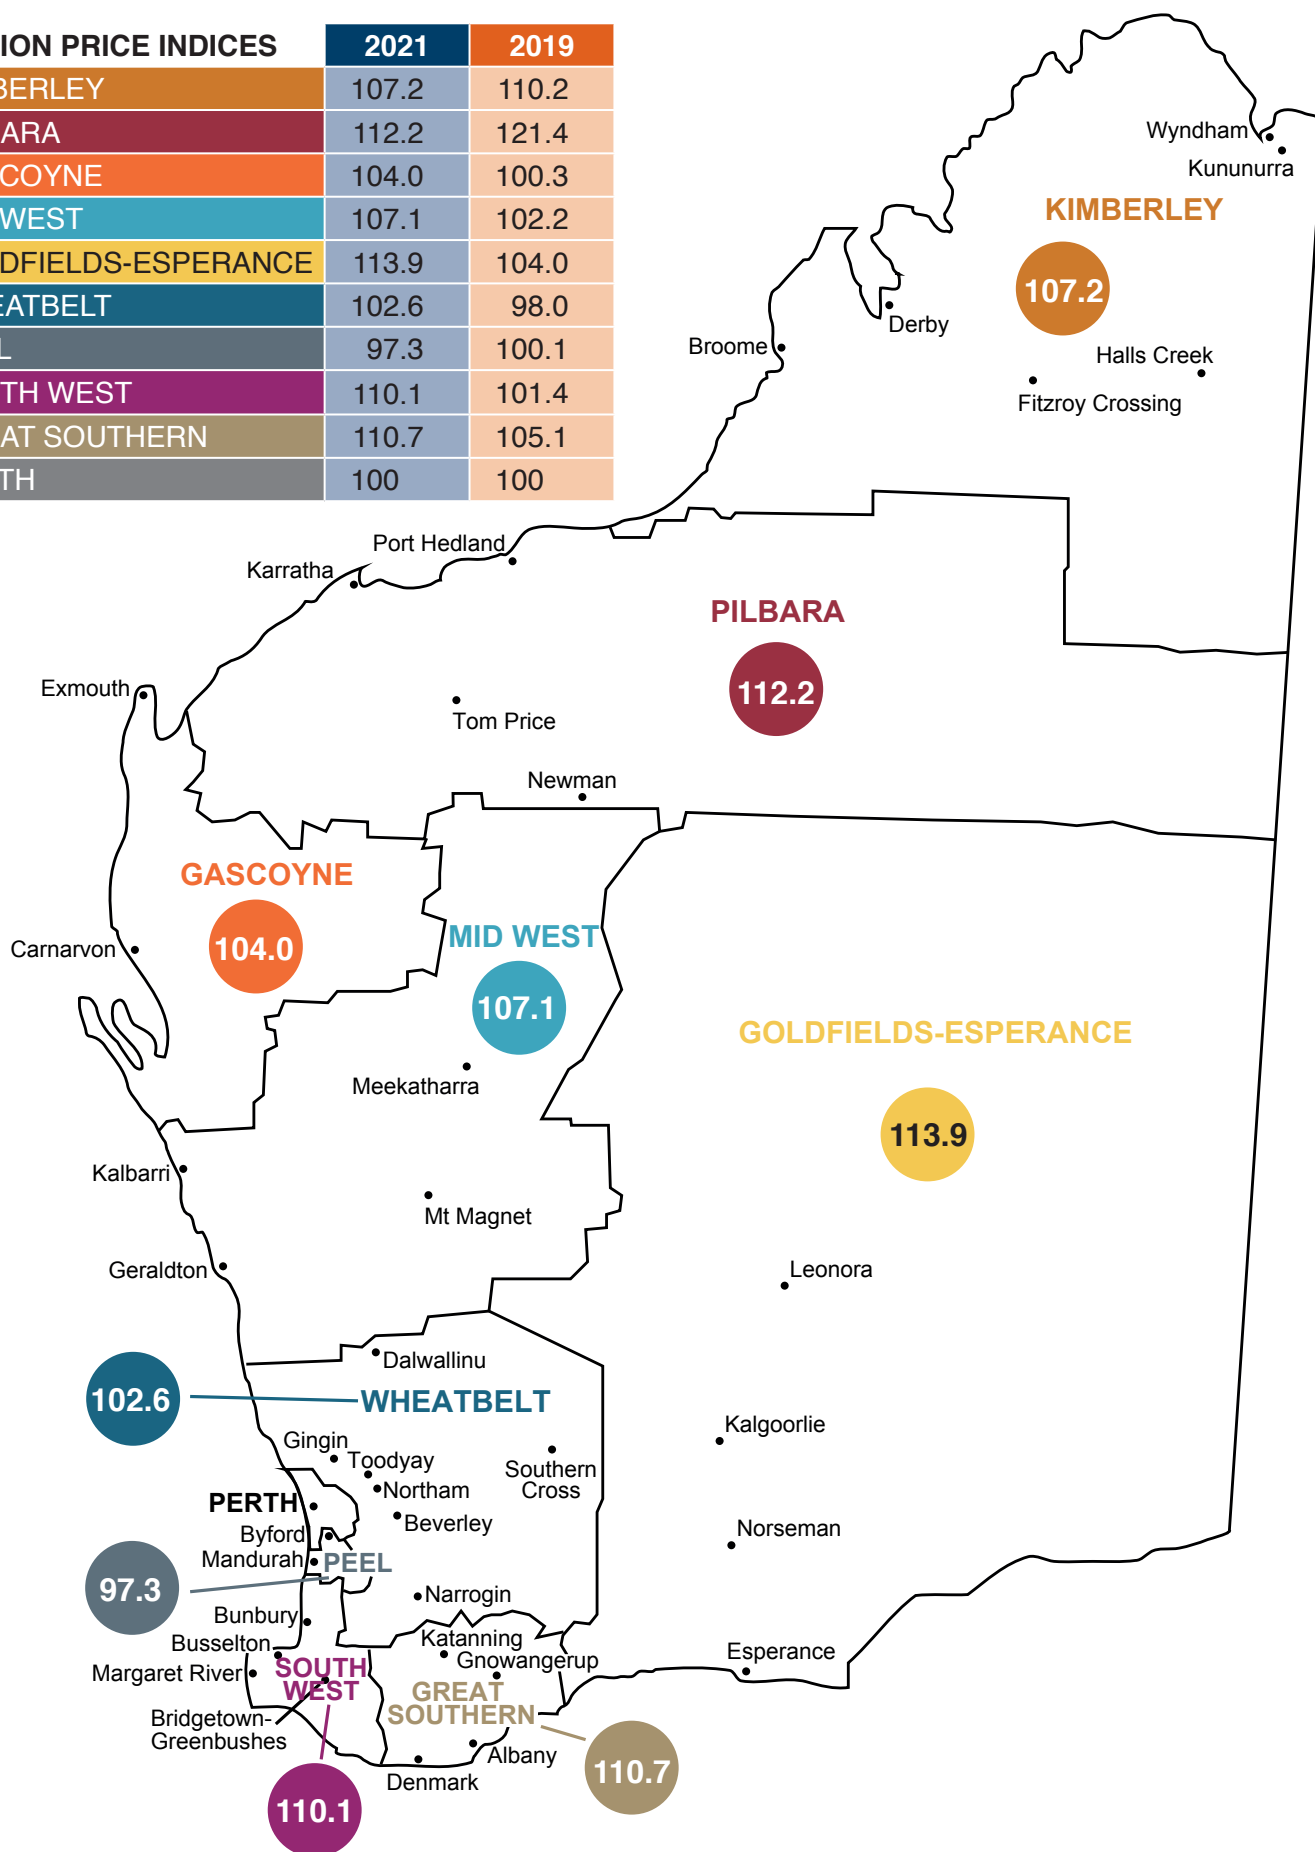 ION PRICE INDICES 2021 2019
BERLEY 107.2 110.2
ARA 112.2 121.4
COYNE 104.0 100.3
WEST 107.1 102.2
DFIELDS-ESPERANCE 113.9 104.0
EATBELT 102.6 98.0
L 97.3 100.1
TH WEST 110.1 101.4
AT SOUTHERN 110.7 105.1
TH 100 100
Wyndham
Kununurra
KIMBERLEY
107.2
Derby
Broome
Halls Creek
Fitzroy Crossing
Port Hedland
Karratha
PILBARA
112.2
Exmouth
Tom Price
Newman
GASCOYNE
104.0
Carnarvon
MID WEST
107.1
GOLDFIELDS-ESPERANCE
113.9
Meekatharra
Kalbarri
Mt Magnet
Geraldton
Leonora
Dalwallinu
102.6
WHEATBELT
Kalgoorlie
Gingin
Toodyay
Southern
Cross
Northam
PERTH
Beverley
Byford
Norseman
Mandurah
PEEL
97.3
Narrogin
Bunbury
Busselton
Katanning
Esperance
Margaret River
Gnowangerup
SOUTH
WEST
GREAT
SOUTHERN
Bridgetown-
Greenbushes
Albany
Denmark
110.7
110.1